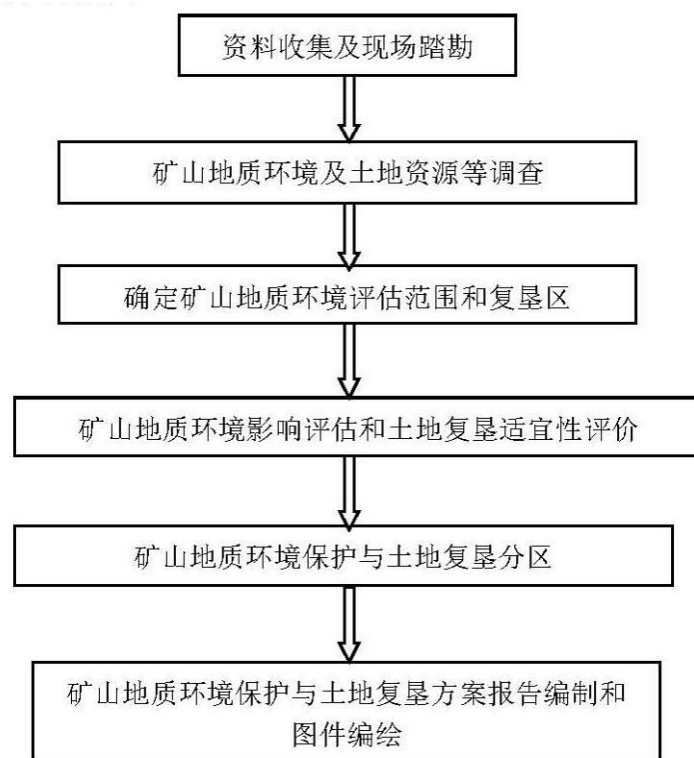 资料收集及现场踏勘
矿山地质环境及土地资源等调查
确定矿山地质环境评估范围和复垦区
矿山地质环境影响评估和土地复垦适宜性评价
矿山地质环境保护与土地复垦分区
矿山地质环境保护与土地复垦方案报告编制和
图件编绘